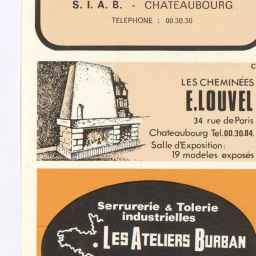 S. I. A. B. - CHATEAUBOURG
TELEPHONE : 00.30.30
C
LES CHEMINÉES
E.LOUVEL
34 rue de Paris
Chateaubourg Tel.00.30.84.
Salle d'Exposition:
19 modeles exposés
Serrurerie & Tolerie
industrielles
LES ATELIERS BURBAN